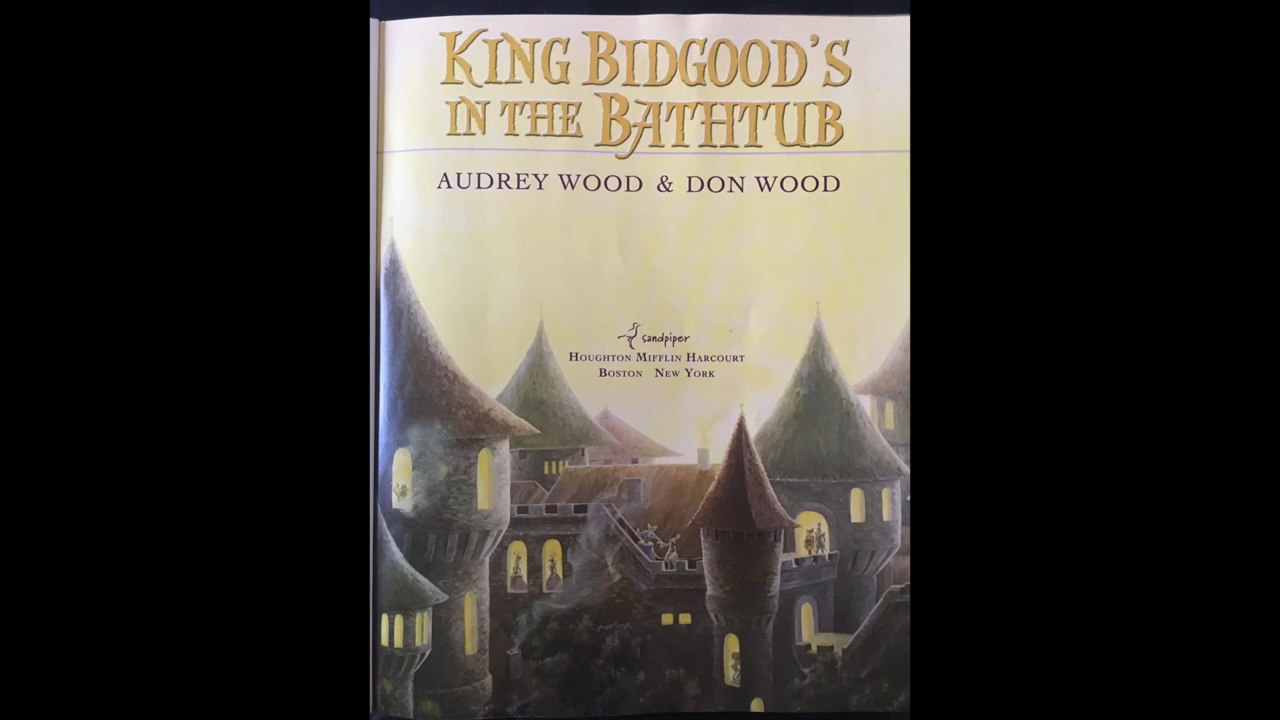 KING BIDGOOD'S
IN THE BATHTUB
AUDREY WOOD & DON WOOD
sandpiper
HOUGHTON MIFFLIN HARCOURT
BOSTON NEW YORK